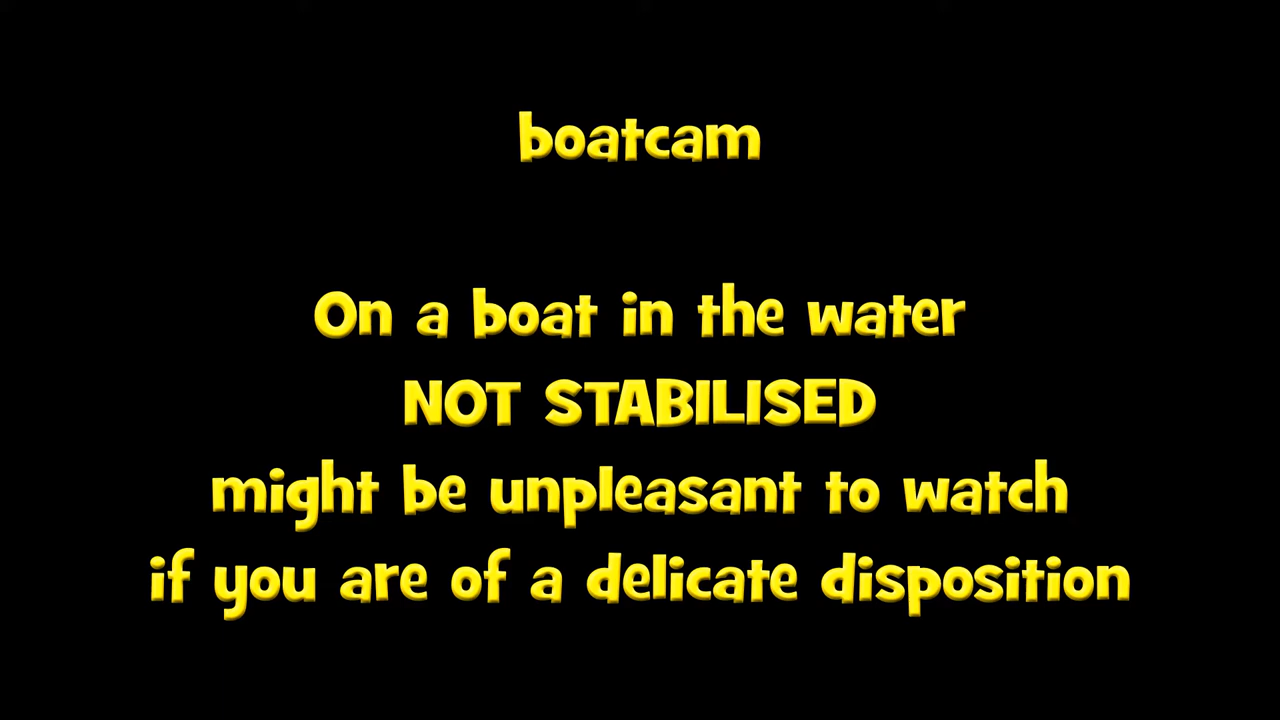 boatcam
On a boat in the water
NOT STABILISED
might be unpleasant to watch
if you are of a delicate disposition